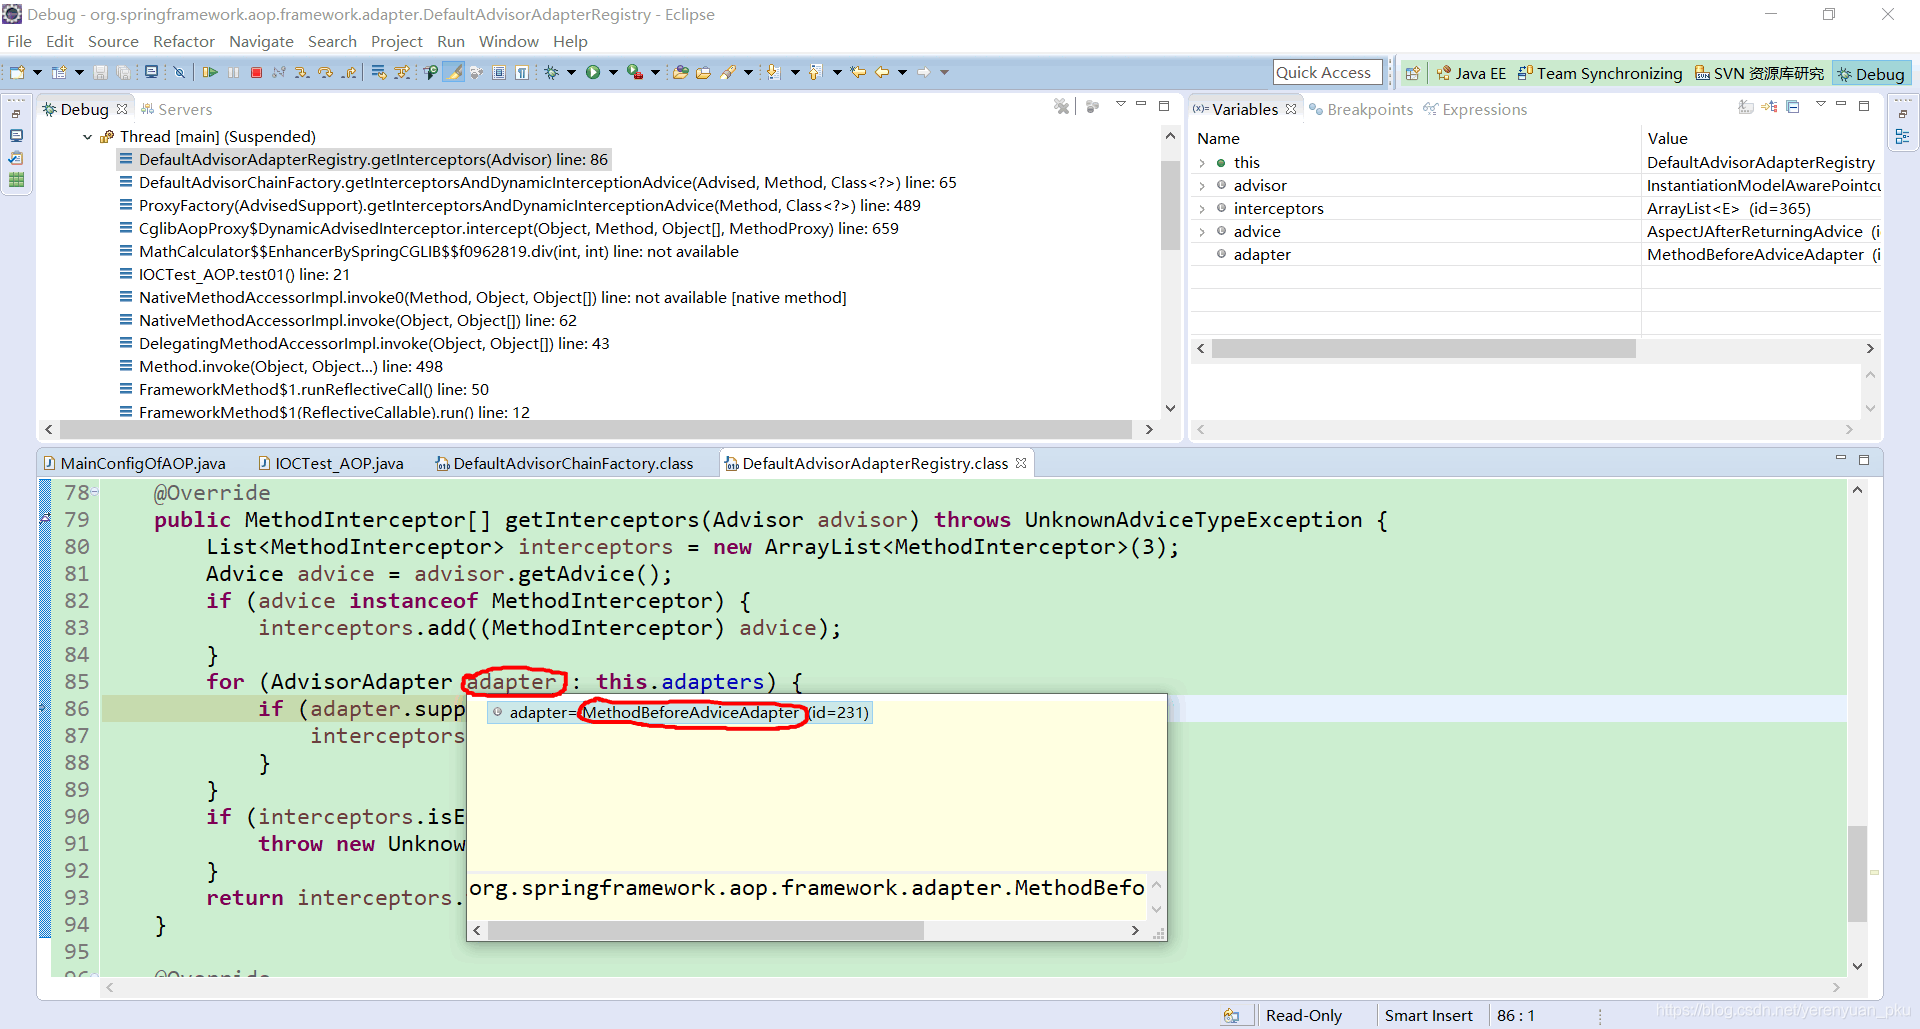 Debug - org.springframework.aop.framework.adapter.DefaultAdvisorAdapterRegistry - Eclipse
File Edit Source Refactor Navigate Search Project Run Window Help
Quick Access Java EE Team Synchronizing SVN 资源库研究 Debug
Debug Servers
Thread [main] (Suspended)
DefaultAdvisorAdapterRegistry.getInterceptors(Advisor) line: 86
DefaultAdvisorChainFactory.getInterceptorsAndDynamicInterceptionAdvice(Advised, Method, Class<?>) line: 65
ProxyFactory(AdvisedSupport).getInterceptorsAndDynamicInterceptionAdvice(Method, Class<?>) line: 489
CglibAopProxy$DynamicAdvisedInterceptor.intercept(Object, Method, Object[], MethodProxy) line: 659
MathCalculator$$EnhancerBySpringCGLIB$$f0962819.div(int, int) line: not available
IOCTest_AOP.test01() line: 21
NativeMethodAccessorImpl.invoke0(Method, Object, Object[]) line: not available [native method]
NativeMethodAccessorImpl.invoke(Object, Object[]) line: 62
DelegatingMethodAccessorImpl.invoke(Object, Object[]) line: 43
Method.invoke(Object, Object...) line: 498
FrameworkMethod$1.runReflectiveCall() line: 50
FrameworkMethod$1(ReflectiveCallable).run() line: 12
(x)= Variables Breakpoints Expressions
Name Value
this DefaultAdvisorAdapterRegistry
advisor InstantiationModelAwarePointcu
interceptors ArrayList<E> (id=365)
advice AspectJAfterReturningAdvice (i
adapter MethodBeforeAdviceAdapter (i
MainConfigOfAOP.java IOCTest_AOP.java DefaultAdvisorChainFactory.class DefaultAdvisorAdapterRegistry.class
78 @Override
79 public MethodInterceptor[] getInterceptors(Advisor advisor) throws UnknownAdviceTypeException {
80 List<MethodInterceptor> interceptors = new ArrayList<MethodInterceptor>(3);
81 Advice advice = advisor.getAdvice();
82 if (advice instanceof MethodInterceptor) {
83 interceptors.add((MethodInterceptor) advice);
84 }
85 for (AdvisorAdapter adapter : this.adapters) {
86 if (adapter.supp
adapter= MethodBeforeAdviceAdapter (id=231)
87 interceptors
88 }
89 }
90 if (interceptors.isE
91 throw new Unknow
92 }
org.springframework.aop.framework.adapter.MethodBefo
93 return interceptors.
94 }
95
96 @Override
Read-Only Smart Insert 86 : 1
https://blog.csdn.net/yerenyuan_pku